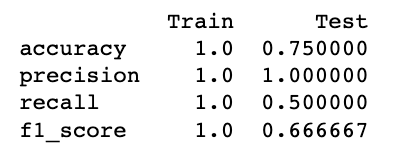 Train Test
accuracy 1.0 0.750000
precision 1.0 1.000000
recall 1.0 0.500000
f1_score 1.0 0.666667